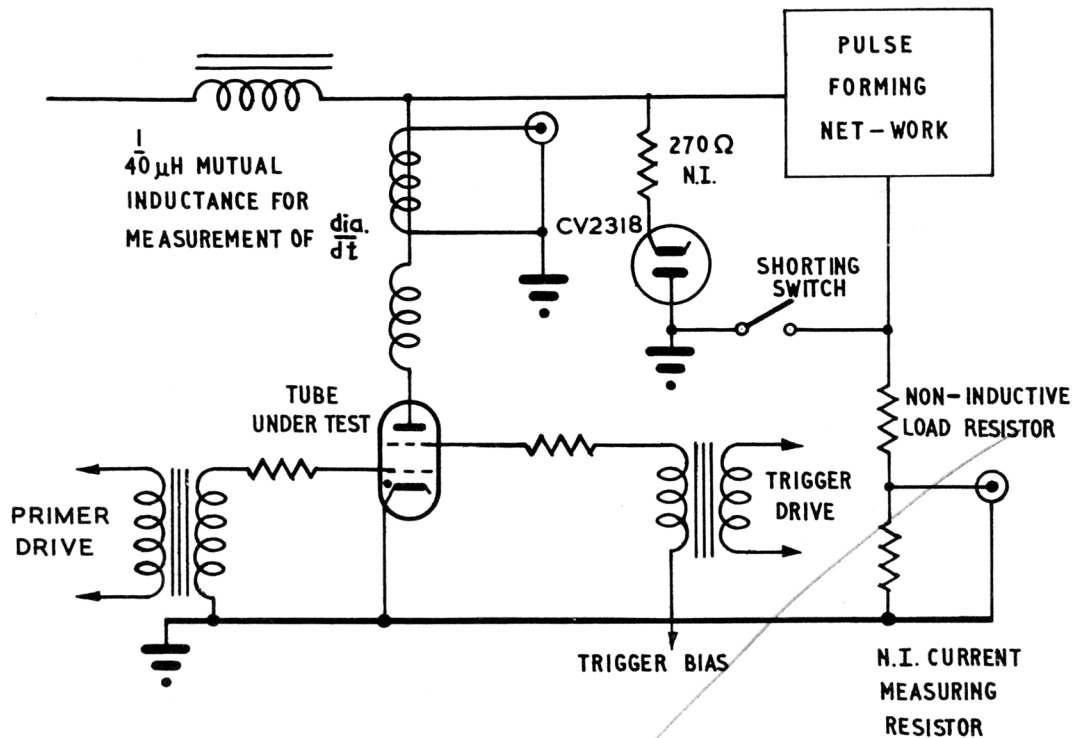 PULSE
FORMING
NET-WORK
1
40 μH MUTUAL
INDUCTANCE FOR
MEASUREMENT OF dia.
dt
270 Ω
N.I.
CV2318
SHORTING
SWITCH
TUBE
UNDER TEST
NON-INDUCTIVE
LOAD RESISTOR
PRIMER
DRIVE
TRIGGER
DRIVE
TRIGGER BIAS
N.I. CURRENT
MEASURING
RESISTOR